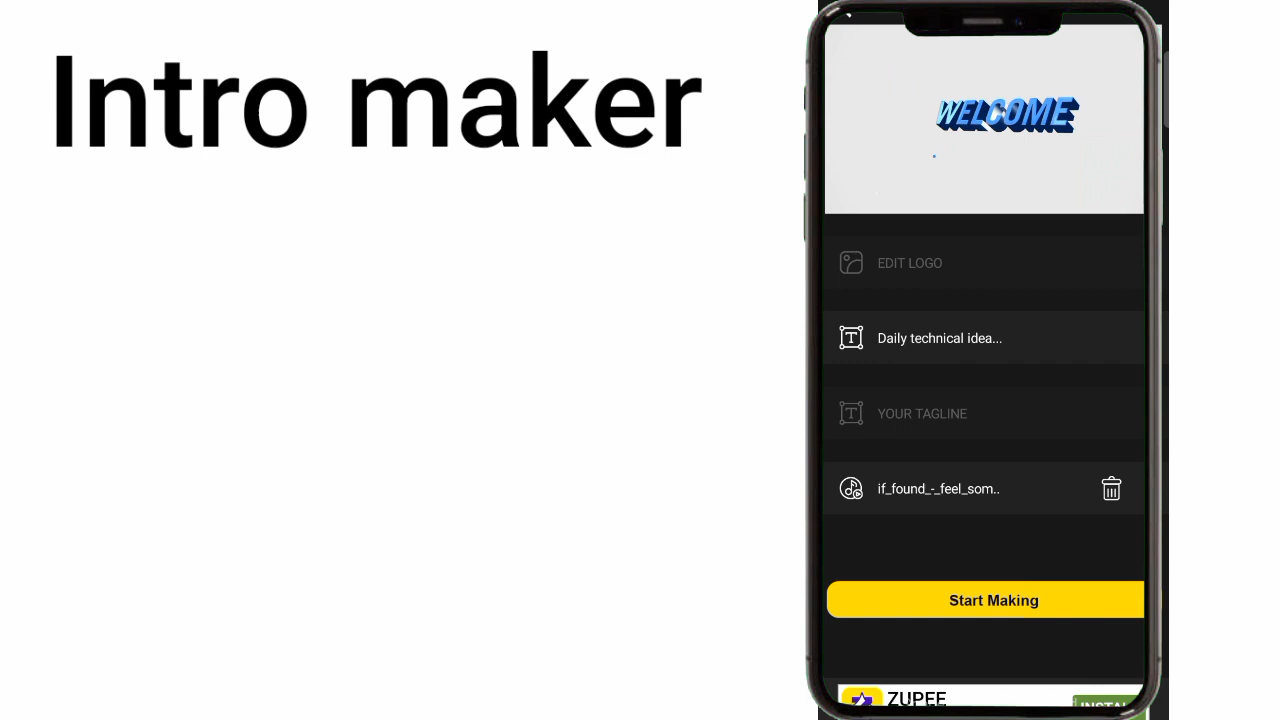 Intro maker
WELCOME
EDIT LOGO
Daily technical idea...
YOUR TAGLINE
if_found_-_feel_som..
Start Making
ZUPEE